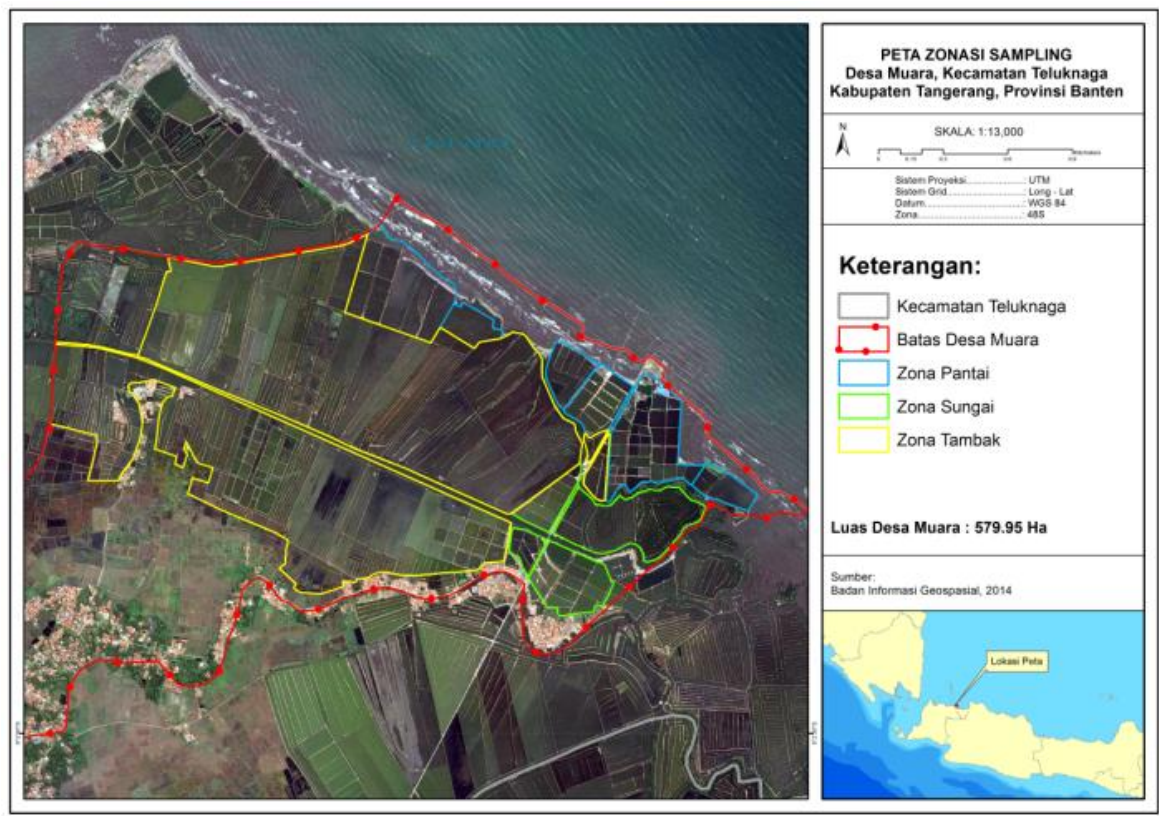 PETA ZONASI SAMPLING
Desa Muara, Kecamatan Teluknaga
Kabupaten Tangerang, Provinsi Banten
N
SKALA: 1:13,000
Sistem Proyeksi....................: UTM
Sistem Grid..........................: Long - Lat
Datum..................................: WGS 84
Zona.....................................: 48S
Keterangan:
Kecamatan Teluknaga
Batas Desa Muara
Zona Pantai
Zona Sungai
Zona Tambak
Luas Desa Muara : 579.95 Ha
Sumber:
Badan Informasi Geospasial, 2014
Lokasi Peta